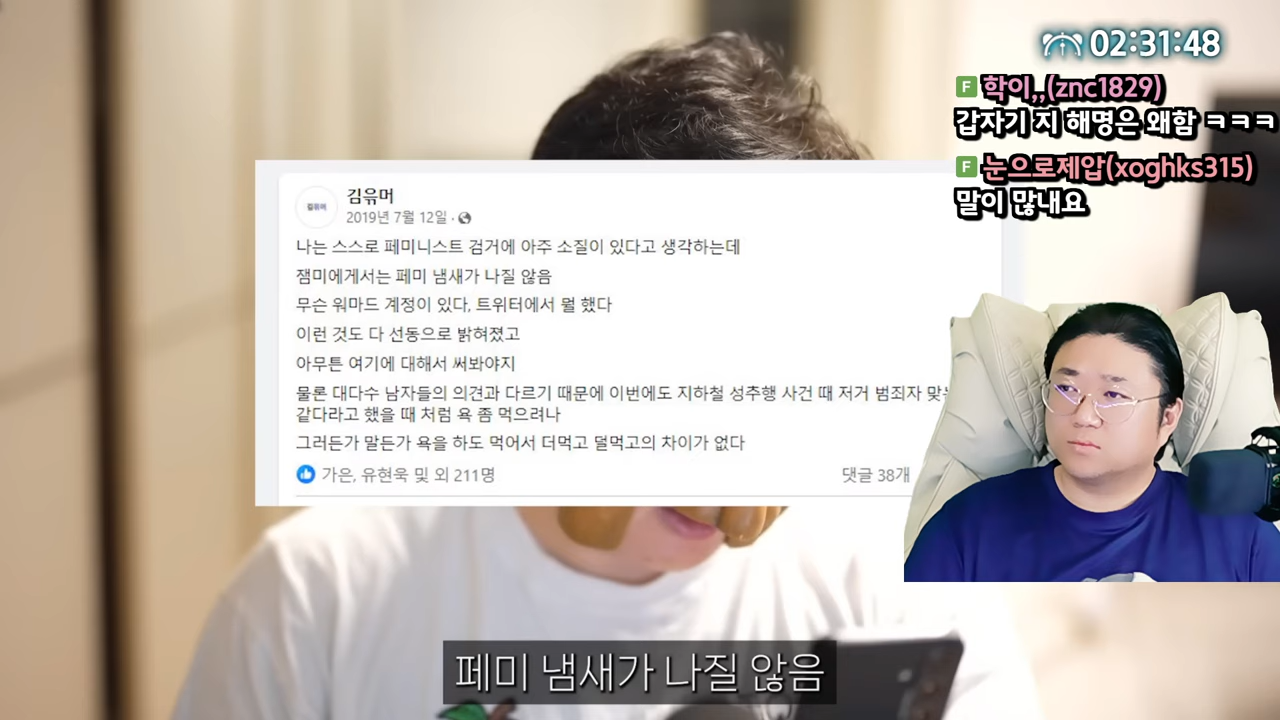 02:31:48
F 학이,,(znc1829)
갑자기 지 해명은 왜함 ㅋㅋㅋ
F 눈으로제압(xoghks315)
말이 많내요
김윾머
김윾머
2019년 7월 12일 ·
나는 스스로 페미니스트 검거에 아주 소질이 있다고 생각하는데
잼미에게서는 페미 냄새가 나질 않음
무슨 워마드 계정이 있다, 트위터에서 뭘 했다
이런 것도 다 선동으로 밝혀졌고
아무튼 여기에 대해서 써봐야지
물론 대다수 남자들의 의견과 다르기 때문에 이번에도 지하철 성추행 사건 때 저거 범죄자 맞
같다라고 했을 때 처럼 욕 좀 먹으려나
그러든가 말든가 욕을 하도 먹어서 더먹고 덜먹고의 차이가 없다
가은, 유현욱 및 외 211명
댓글 38개
페미 냄새가 나질 않음